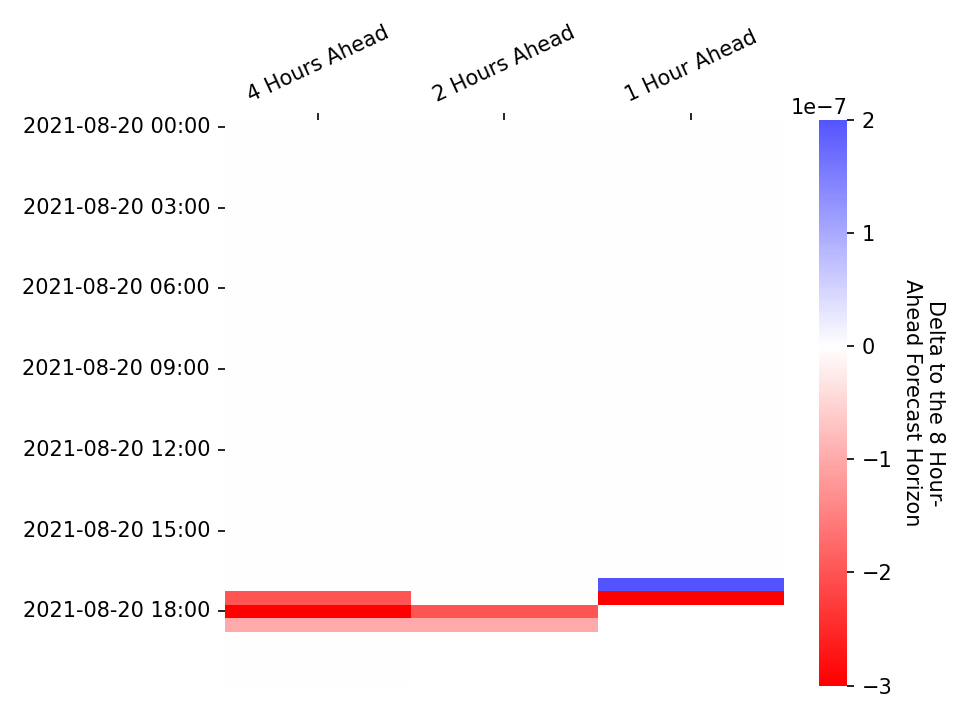 4 Hours Ahead
2 Hours Ahead
1 Hour Ahead
2021-08-20 00:00
2021-08-20 03:00
2021-08-20 06:00
2021-08-20 09:00
2021-08-20 12:00
2021-08-20 15:00
2021-08-20 18:00
1e−7
2
1
0
−1
−2
−3
Delta to the 8 Hour-
Ahead Forecast Horizon